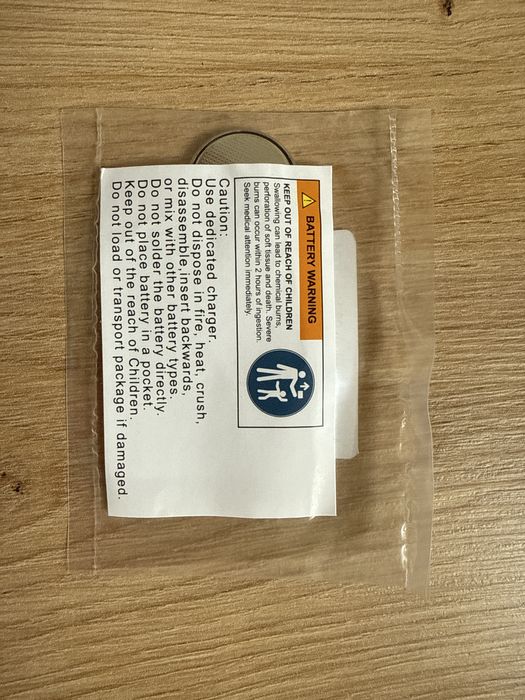 BATTERY WARNING
KEEP OUT OF REACH OF CHILDREN
Swallowing can lead to chemical burns,
perforation of soft tissue and death. Severe
burns can occur within 2 hours of ingestion.
Seek medical attention immediately.
Caution:
Use dedicated charger.
Do not dispose in fire, heat, crush,
disassemble,insert backwards,
or mix with other battery types.
Do not solder the battery directly.
Do not place battery in a pocket.
Keep out of the reach of Children.
Do not load or transport package if damaged.